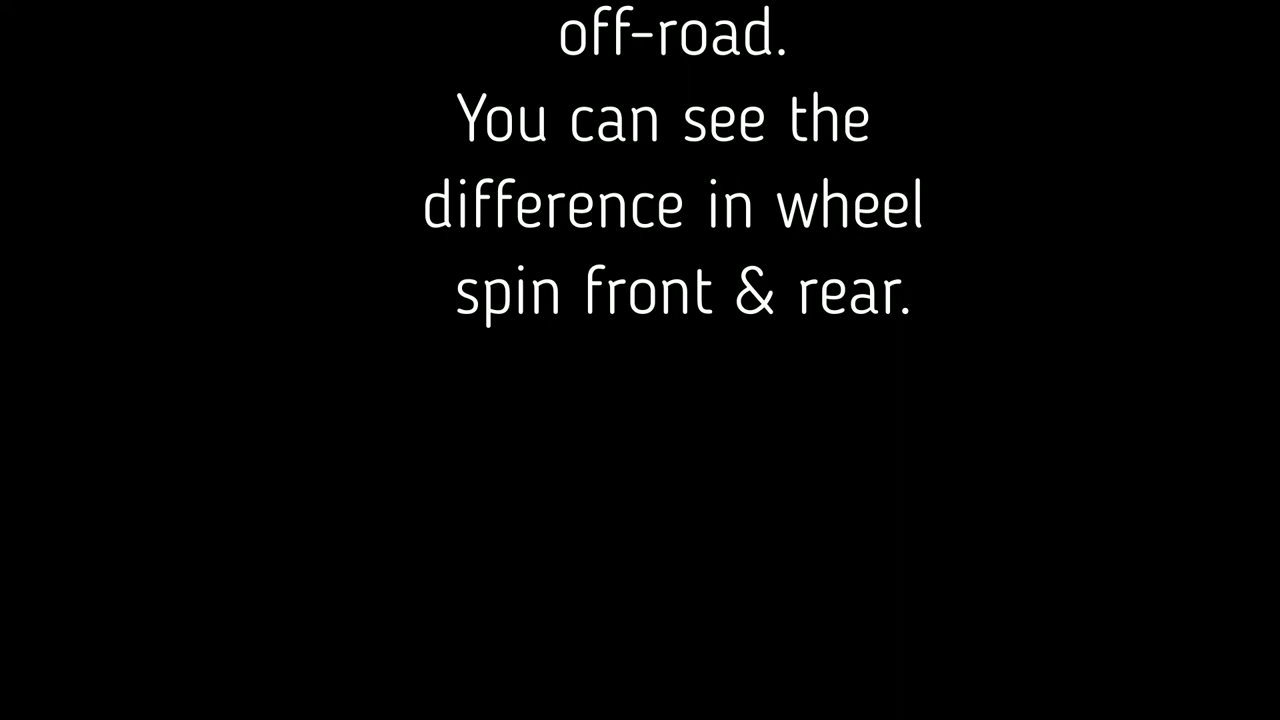 off-road.
You can see the
difference in wheel
spin front & rear.